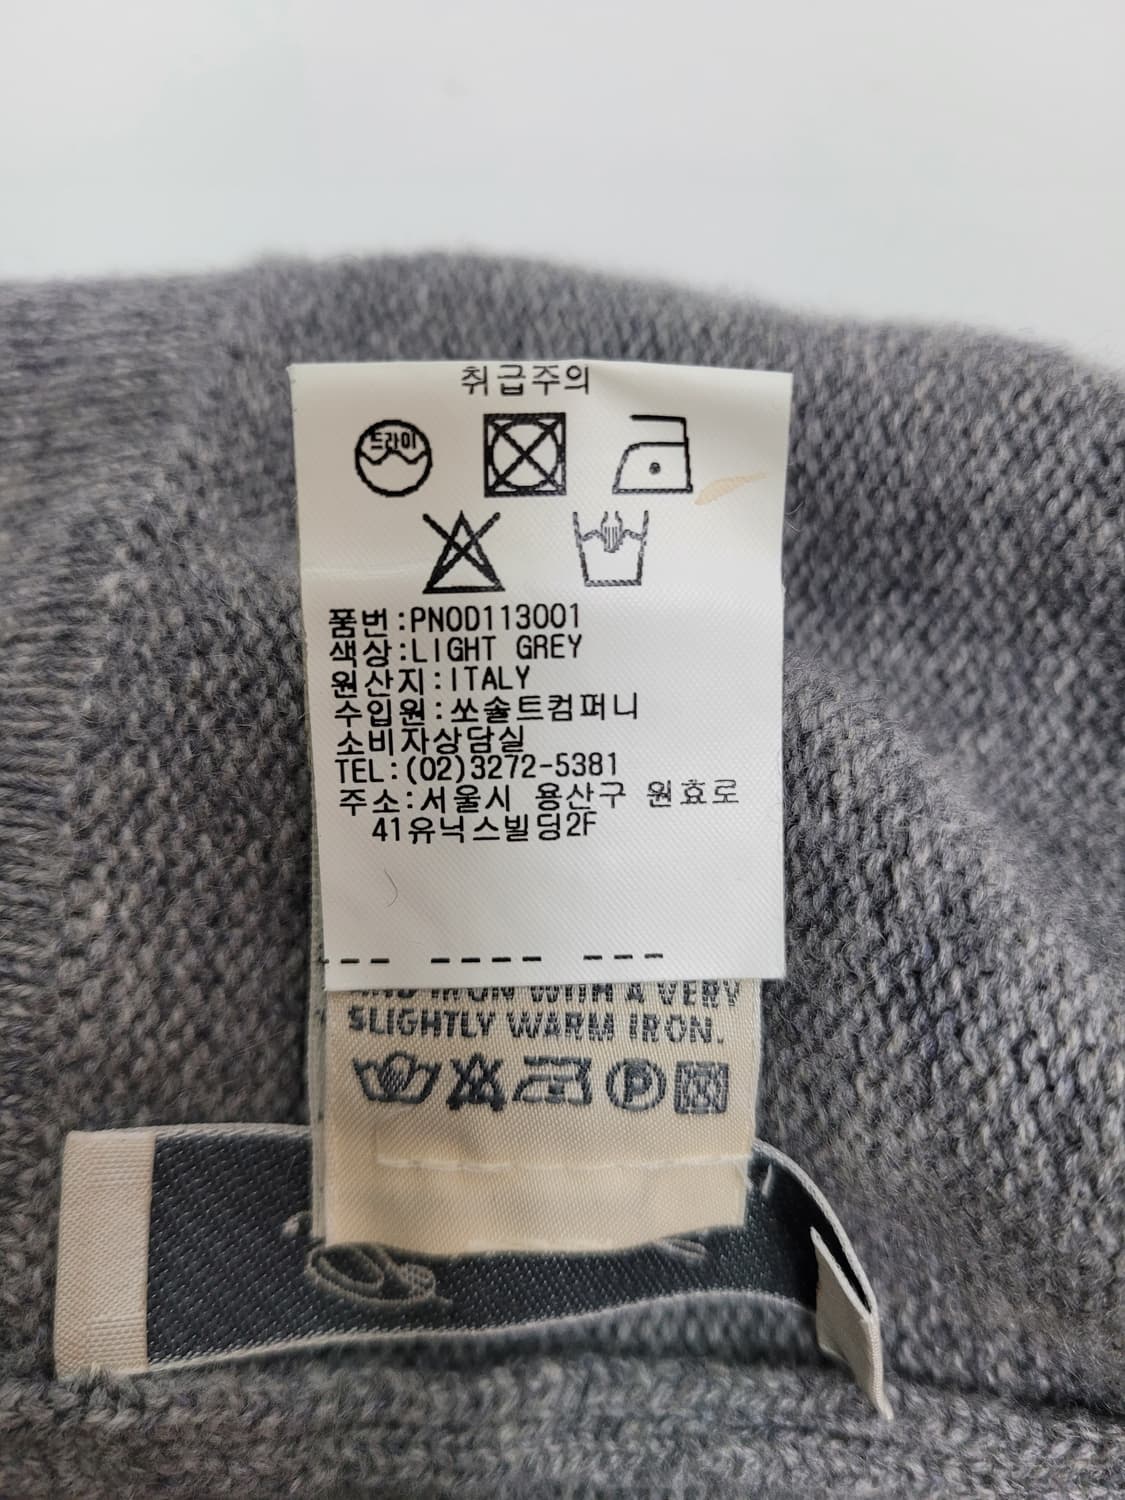 취급주의
드라이
품번:PNOD113001
색상:LIGHT GREY
원산지:ITALY
수입원:쏘솔트컴퍼니
소비자상담실
TEL:(02)3272-5381
주소:서울시 용산구 원효로
41유닉스빌딩2F
--- ---- ---
IRON WITH A VERY
SLIGHTLY WARM IRON.
P